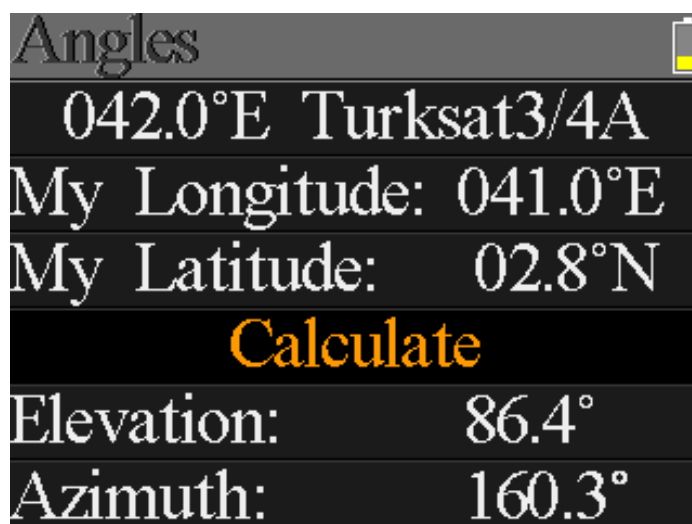 Angles
042.0°E Turksat3/4A
My Longitude: 041.0°E
My Latitude: 02.8°N
Calculate
Elevation: 86.4°
Azimuth: 160.3°